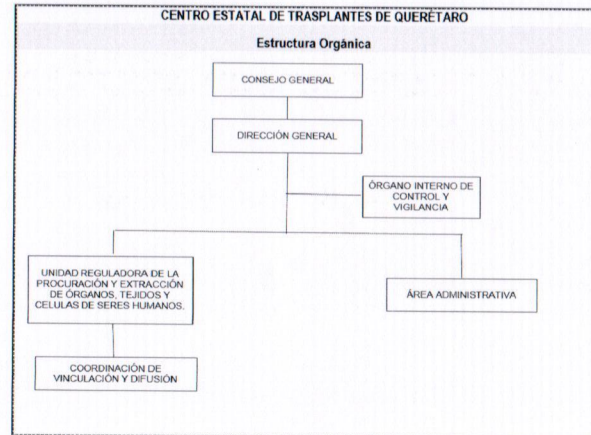 CENTRO ESTATAL DE TRASPLANTES DE QUERÉTARO
Estructura Orgánica
CONSEJO GENERAL
DIRECCIÓN GENERAL
ÓRGANO INTERNO DE
CONTROL Y
VIGILANCIA
UNIDAD REGULADORA DE LA
PROCURACIÓN Y EXTRACCIÓN
DE ÓRGANOS, TEJIDOS Y
CELULAS DE SERES HUMANOS.
ÁREA ADMINISTRATIVA
COORDINACIÓN DE
VINCULACIÓN Y DIFUSIÓN